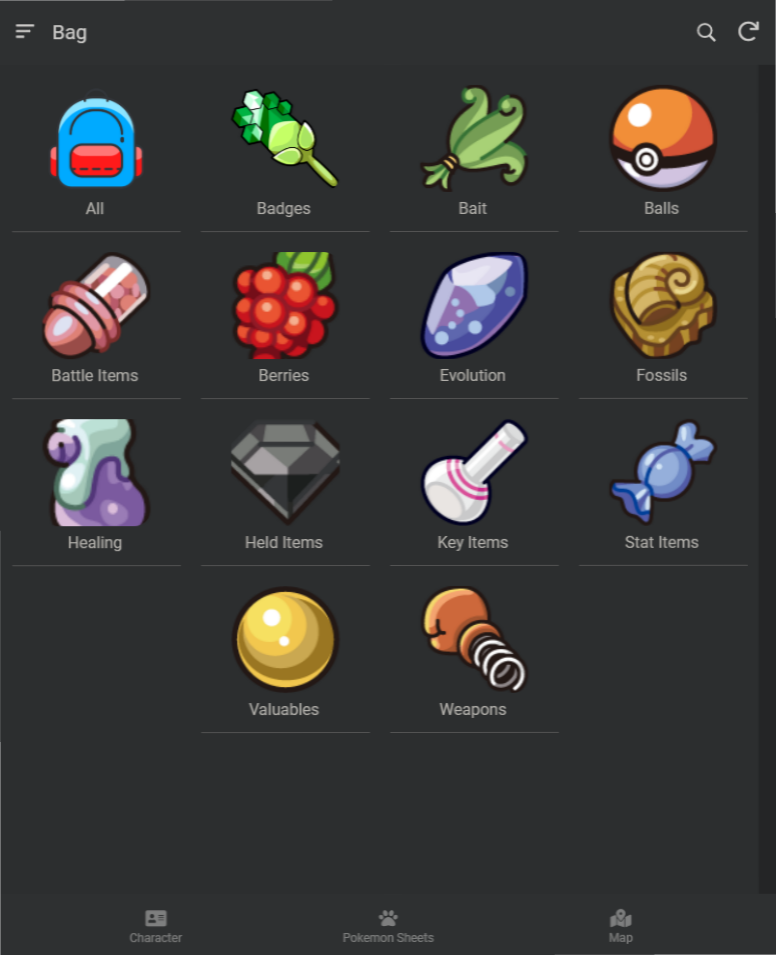 Bag
All Badges Bait Balls
Battle Items Berries Evolution Fossils
Healing Held Items Key Items Stat Items
Valuables Weapons
Character Pokemon Sheets Map